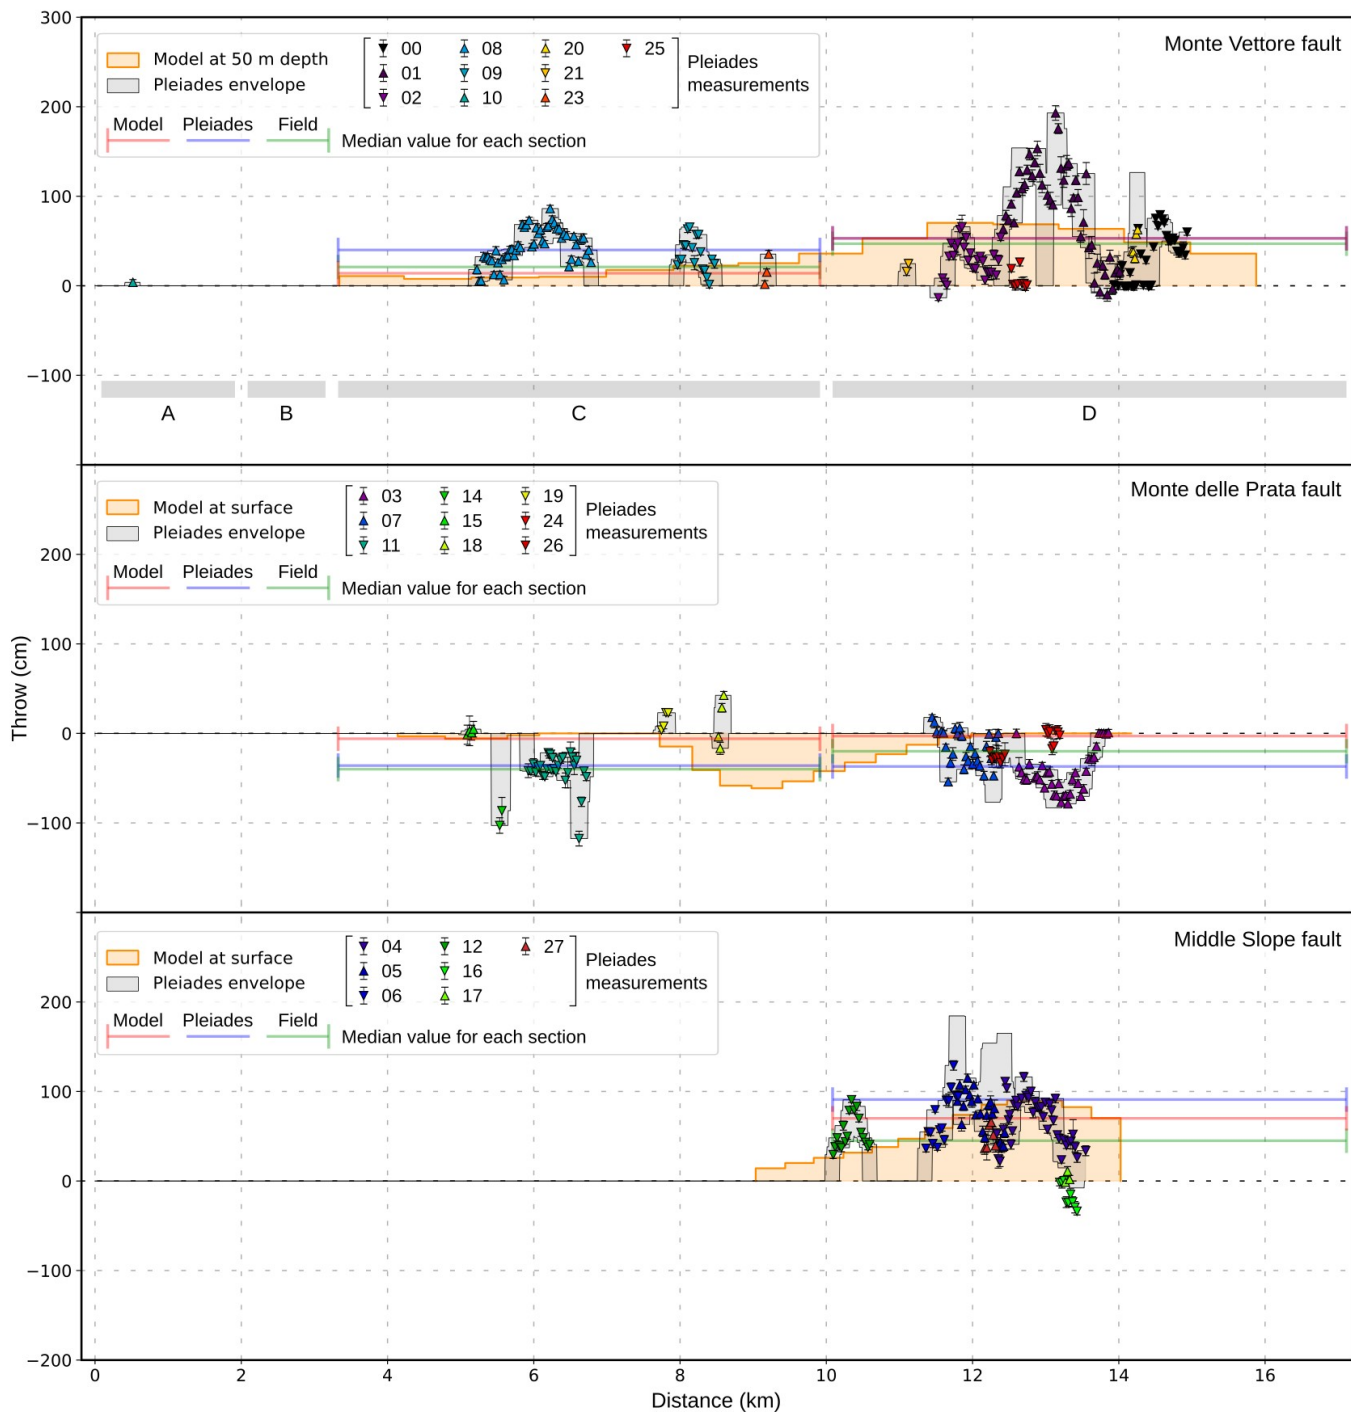 300
200
100
0
−100
Monte Vettore fault
Model at 50 m depth
Pleiades envelope
00 08 20 25
01 09 21
02 10 23
Pleiades
measurements
Model Pleiades Field
Median value for each section
A B C D
200
100
0
−100
Monte delle Prata fault
Model at surface
Pleiades envelope
03 14 19
07 15 24
11 18 26
Pleiades
measurements
Model Pleiades Field
Median value for each section
Throw (cm)
200
100
0
−100
−200
Middle Slope fault
Model at surface
Pleiades envelope
04 12 27
05 16
06 17
Pleiades
measurements
Model Pleiades Field
Median value for each section
0 2 4 6 8 10 12 14 16
Distance (km)